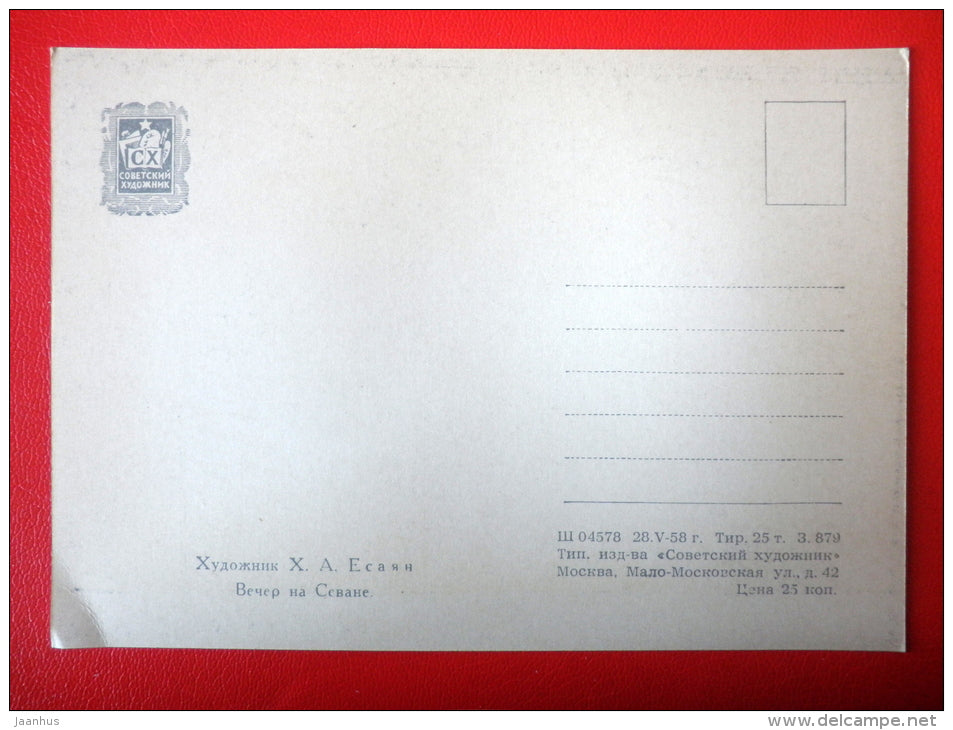 СХ
СОВЕТСКИЙ
ХУДОЖНИК
Художник Х. А. Есаян
Вечер на Севане.
Ш 04578 28.V-58 г. Тир. 25 т. З. 879
Тип. изд-ва «Советский художник»
Москва, Мало-Московская ул., д. 42
Цена 25 коп.
jaanhus
www.delcampe.net